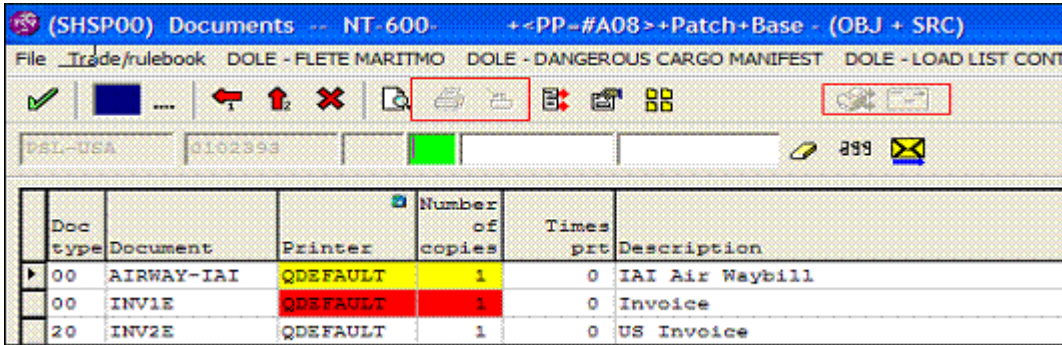 (SHSP00) Documents -- NT-600- +<PP-#A08>+Patch+Base - (OBJ + SRC)
File Trade/rulebook DOLE - FLETE MARITMO DOLE - DANGEROUS CARGO MANIFEST DOLE - LOAD LIST CONT
1 2
PSL-USA 0102393
Doc type Document Printer Number of copies Times prt Description
00 AIRWAY-IAI QDEFAULT 1 0 IAI Air Waybill
00 INV1E QDEFAULT 1 0 Invoice
20 INV2E QDEFAULT 1 0 US Invoice